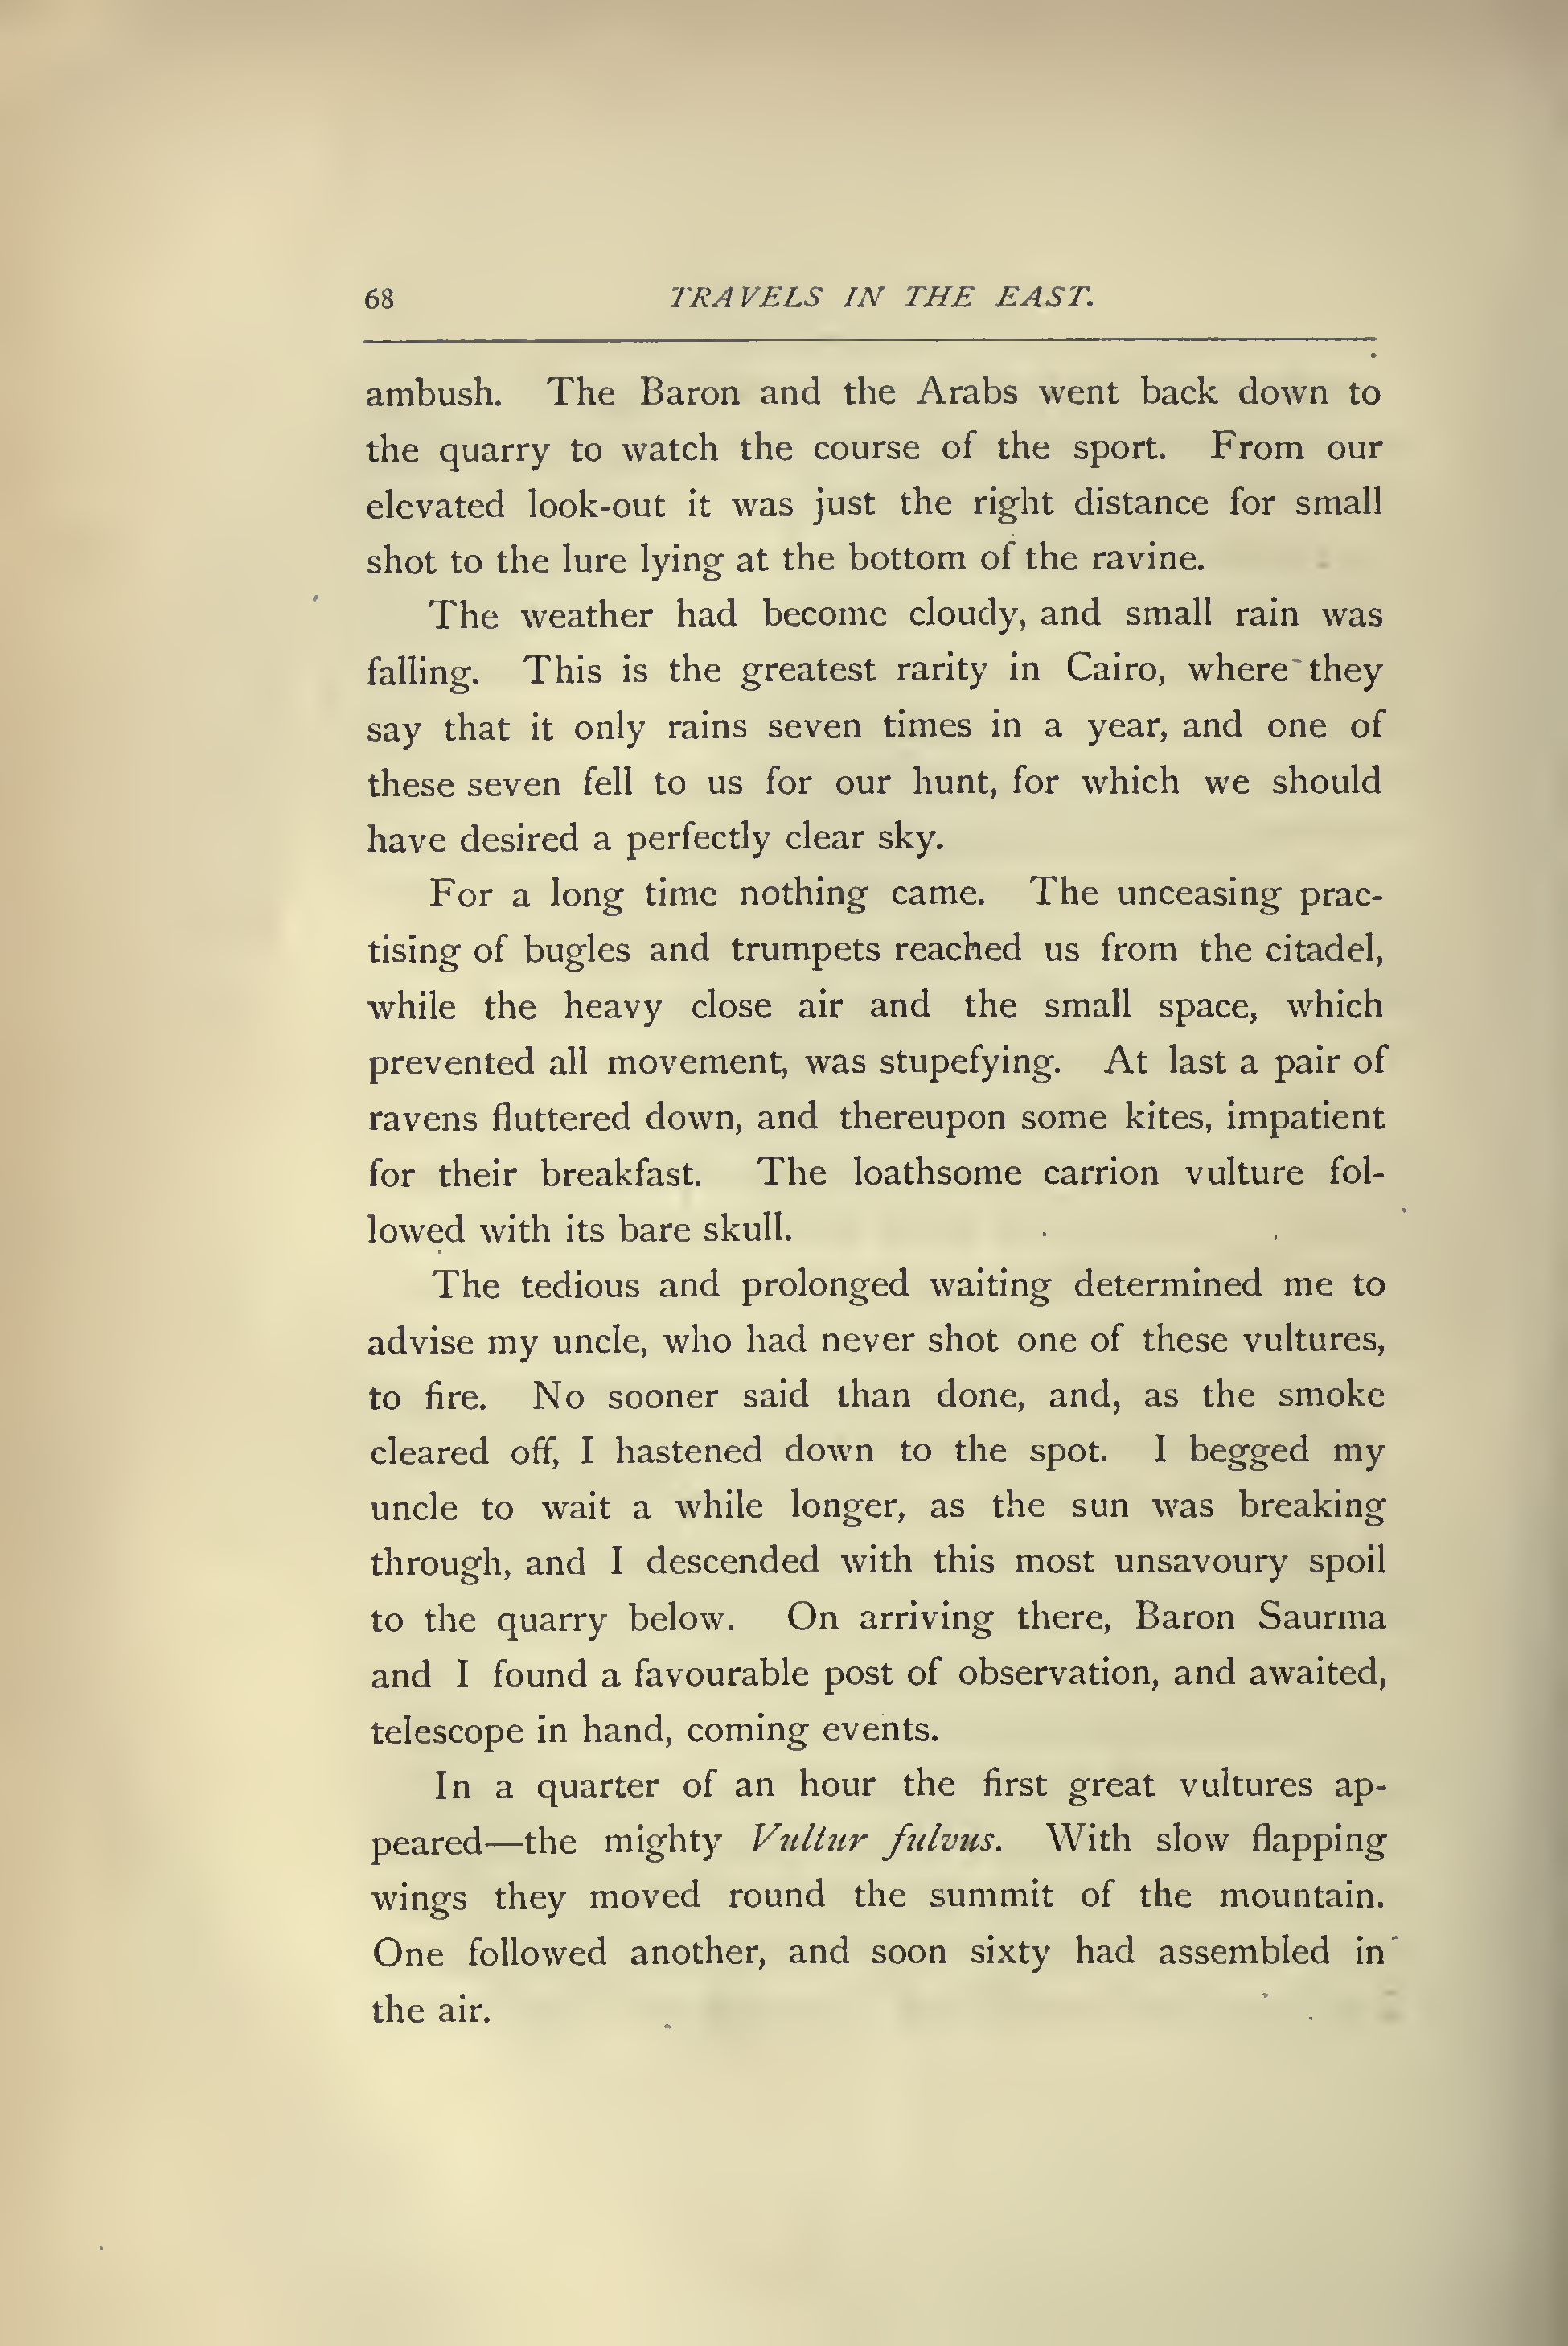 68 TRAVELS IN THE EAST.
ambush. The Baron and the Arabs went back down to
the quarry to watch the course of the sport. From our
elevated look-out it was just the right distance for small
shot to the lure lying at the bottom of the ravine.
The weather had become cloudy, and small rain was
falling. This is the greatest rarity in Cairo, where they
say that it only rains seven times in a year, and one of
these seven fell to us for our hunt, for which we should
have desired a perfectly clear sky.
For a long time nothing came. The unceasing prac-
tising of bugles and trumpets reached us from the citadel,
while the heavy close air and the small space, which
prevented all movement, was stupefying. At last a pair of
ravens fluttered down, and thereupon some kites, impatient
for their breakfast. The loathsome carrion vulture fol-
lowed with its bare skull.
The tedious and prolonged waiting determined me to
advise my uncle, who had never shot one of these vultures,
to fire. No sooner said than done, and, as the smoke
cleared off, I hastened down to the spot. I begged my
uncle to wait a while longer, as the sun was breaking
through, and I descended with this most unsavoury spoil
to the quarry below. On arriving there, Baron Saurma
and I found a favourable post of observation, and awaited,
telescope in hand, coming events.
In a quarter of an hour the first great vultures ap-
peared—the mighty Vultur fulvus. With slow flapping
wings they moved round the summit of the mountain.
One followed another, and soon sixty had assembled in
the air.